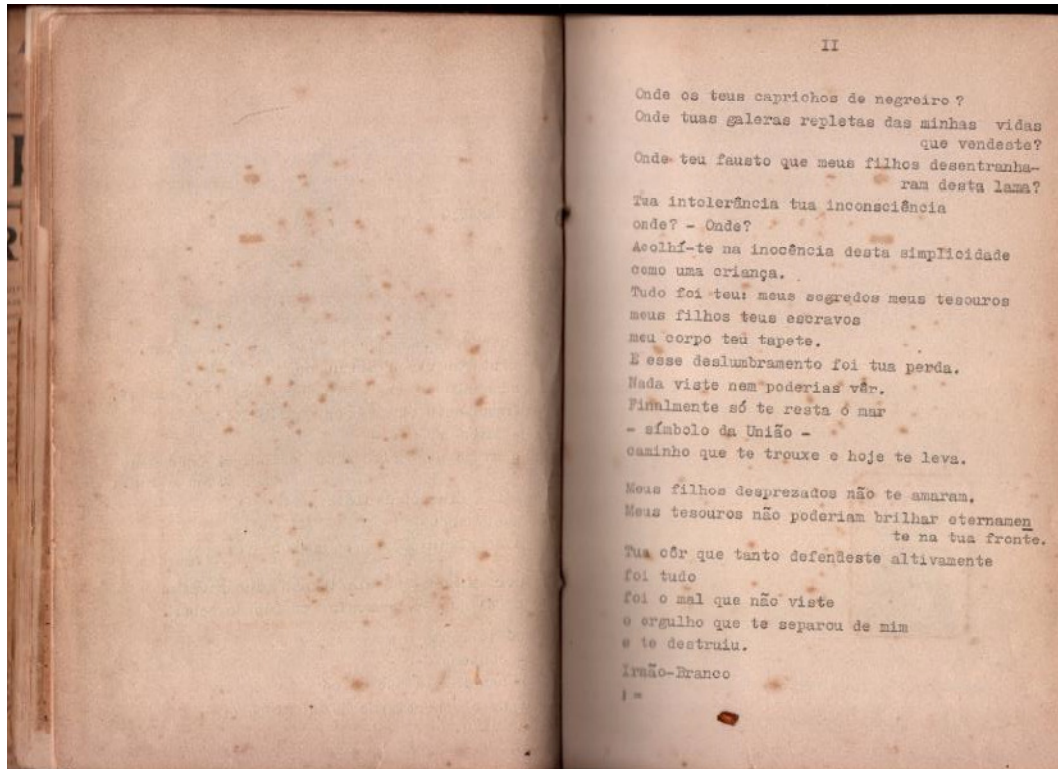 II
Onde os teus caprichos de negreiro ?
Onde tuas galeras repletas das minhas vidas
que vendeste?
Onde teu fausto que meus filhos desentranha-
ram desta lama?
Tua intolerância tua inconsciência
onde? - Onde?
Acolhí-te na inocência desta simplicidade
como uma criança.
Tudo foi teu: meus segredos meus tesouros
meus filhos teus escravos
meu corpo teu tapete.
E esse deslumbramento foi tua perda.
Nada viste nem poderias vêr.
Finalmente só te resta o mar
- símbolo da União -
caminho que te trouxe e hoje te leva.
Meus filhos desprezados não te amaram.
Meus tesouros não poderiam brilhar eternamen
te na tua fronte.
Tua côr que tanto defendeste altivamente
foi tudo
foi o mal que não viste
o orgulho que te separou de mim
e te destruiu.
Irmão-Branco